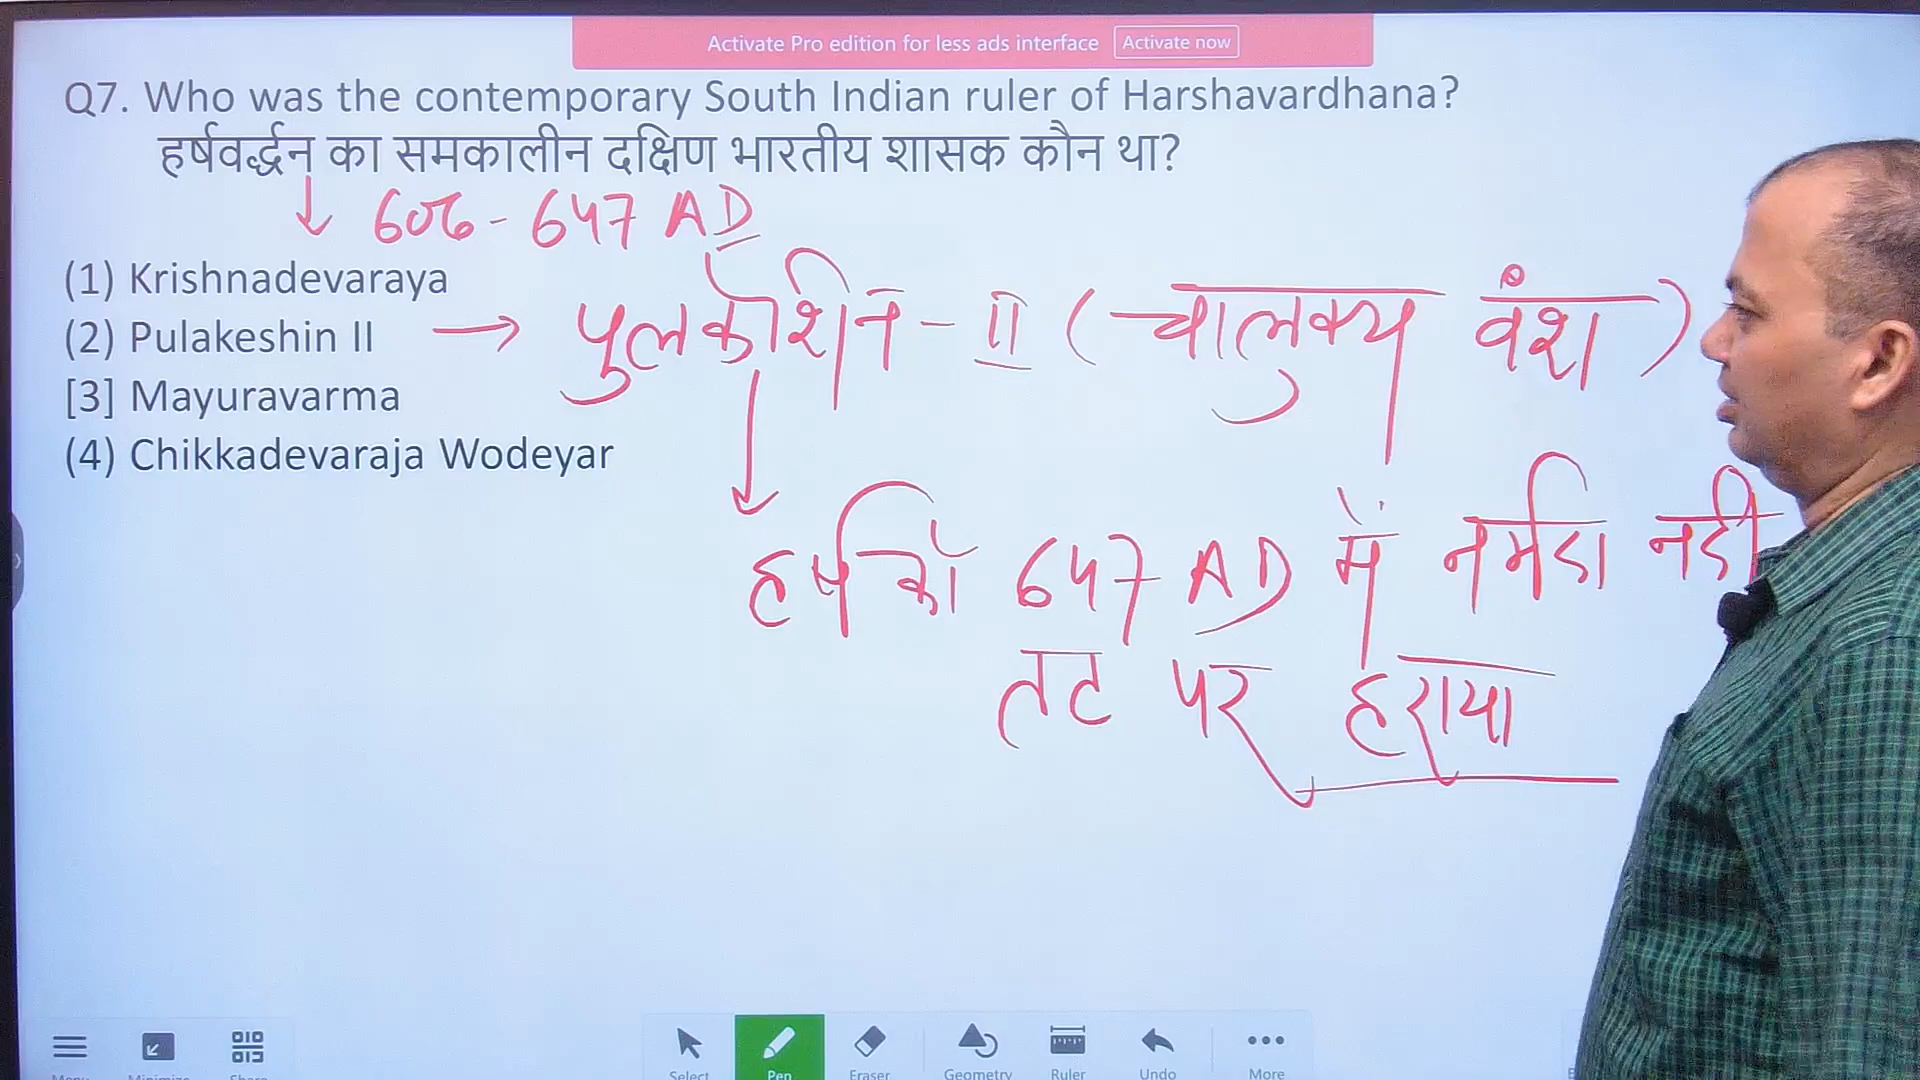 Activate Pro edition for less ads interface Activate now
Q7. Who was the contemporary South Indian ruler of Harshavardhana?
हर्षवर्द्धन का समकालीन दक्षिण भारतीय शासक कौन था?
606-647 AD
(1) Krishnadevaraya
(2) Pulakeshin II → पुलकेशिन-II (चालुक्य वंश)
[3] Mayuravarma
(4) Chikkadevaraja Wodeyar
हर्ष को 647 AD में नर्मदा नदी
तट पर हराया
Menu Minimize Share Select Pen Eraser Geometry Ruler Undo More